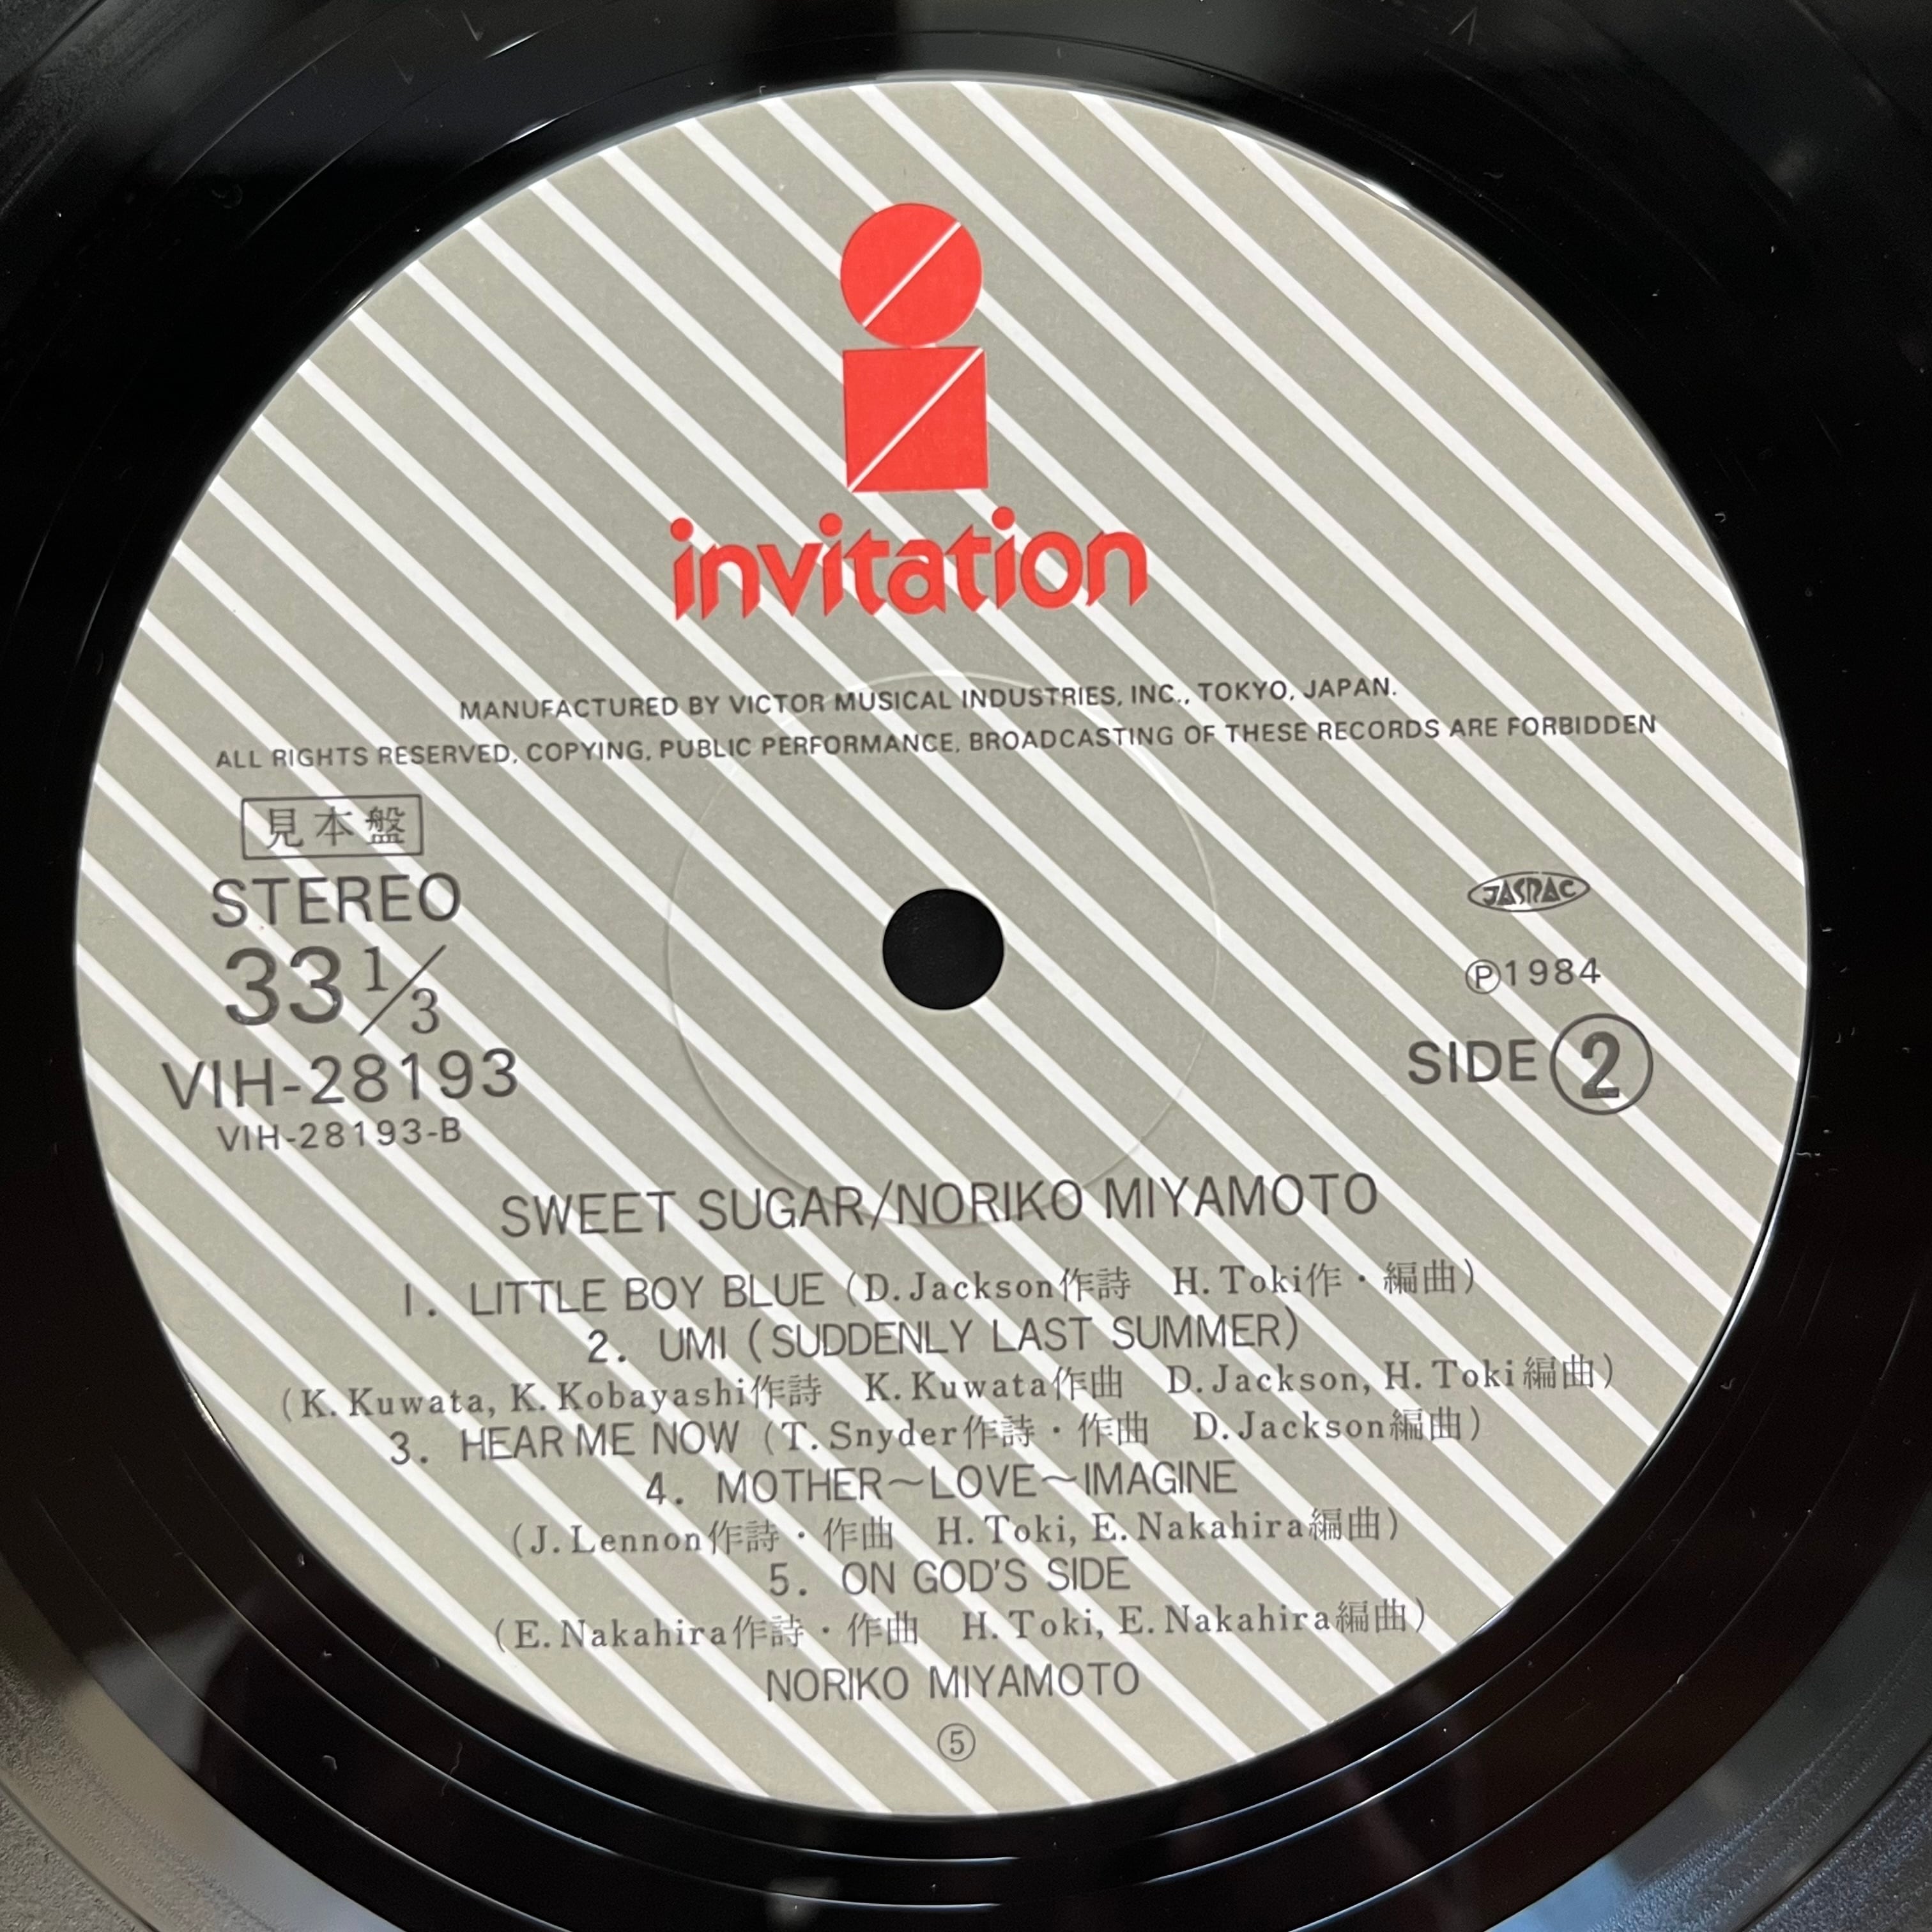 invitation
MANUFACTURED BY VICTOR MUSICAL INDUSTRIES, INC., TOKYO, JAPAN.
ALL RIGHTS RESERVED, COPYING, PUBLIC PERFORMANCE, BROADCASTING OF THESE RECORDS ARE FORBIDDEN
見本盤
STEREO
33 1/3
VIH-28193
VIH-28193-B
JASRAC
Ⓟ1984
SIDE ②
SWEET SUGAR/NORIKO MIYAMOTO
1. LITTLE BOY BLUE (D.Jackson作詩 H.Toki作・編曲)
2. UMI (SUDDENLY LAST SUMMER)
(K.Kuwata, K.Kobayashi作詩 K.Kuwata作曲 D.Jackson, H.Toki編曲)
3. HEAR ME NOW (T.Snyder作詩・作曲 D.Jackson編曲)
4. MOTHER~LOVE~IMAGINE
(J.Lennon作詩・作曲 H.Toki, E.Nakahira編曲)
5. ON GOD'S SIDE
(E.Nakahira作詩・作曲 H.Toki, E.Nakahira編曲)
NORIKO MIYAMOTO
⑤